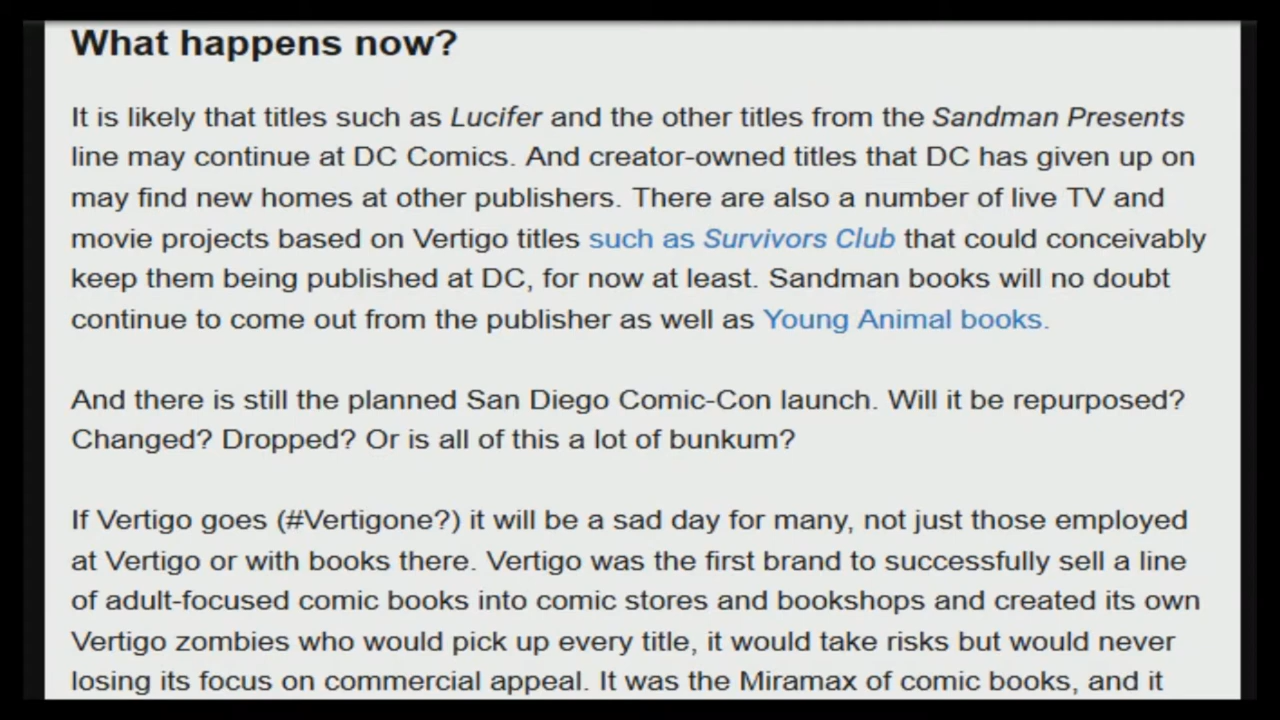 What happens now?
It is likely that titles such as Lucifer and the other titles from the Sandman Presents
line may continue at DC Comics. And creator-owned titles that DC has given up on
may find new homes at other publishers. There are also a number of live TV and
movie projects based on Vertigo titles such as Survivors Club that could conceivably
keep them being published at DC, for now at least. Sandman books will no doubt
continue to come out from the publisher as well as Young Animal books.
And there is still the planned San Diego Comic-Con launch. Will it be repurposed?
Changed? Dropped? Or is all of this a lot of bunkum?
If Vertigo goes (#Vertigone?) it will be a sad day for many, not just those employed
at Vertigo or with books there. Vertigo was the first brand to successfully sell a line
of adult-focused comic books into comic stores and bookshops and created its own
Vertigo zombies who would pick up every title, it would take risks but would never
losing its focus on commercial appeal. It was the Miramax of comic books, and it